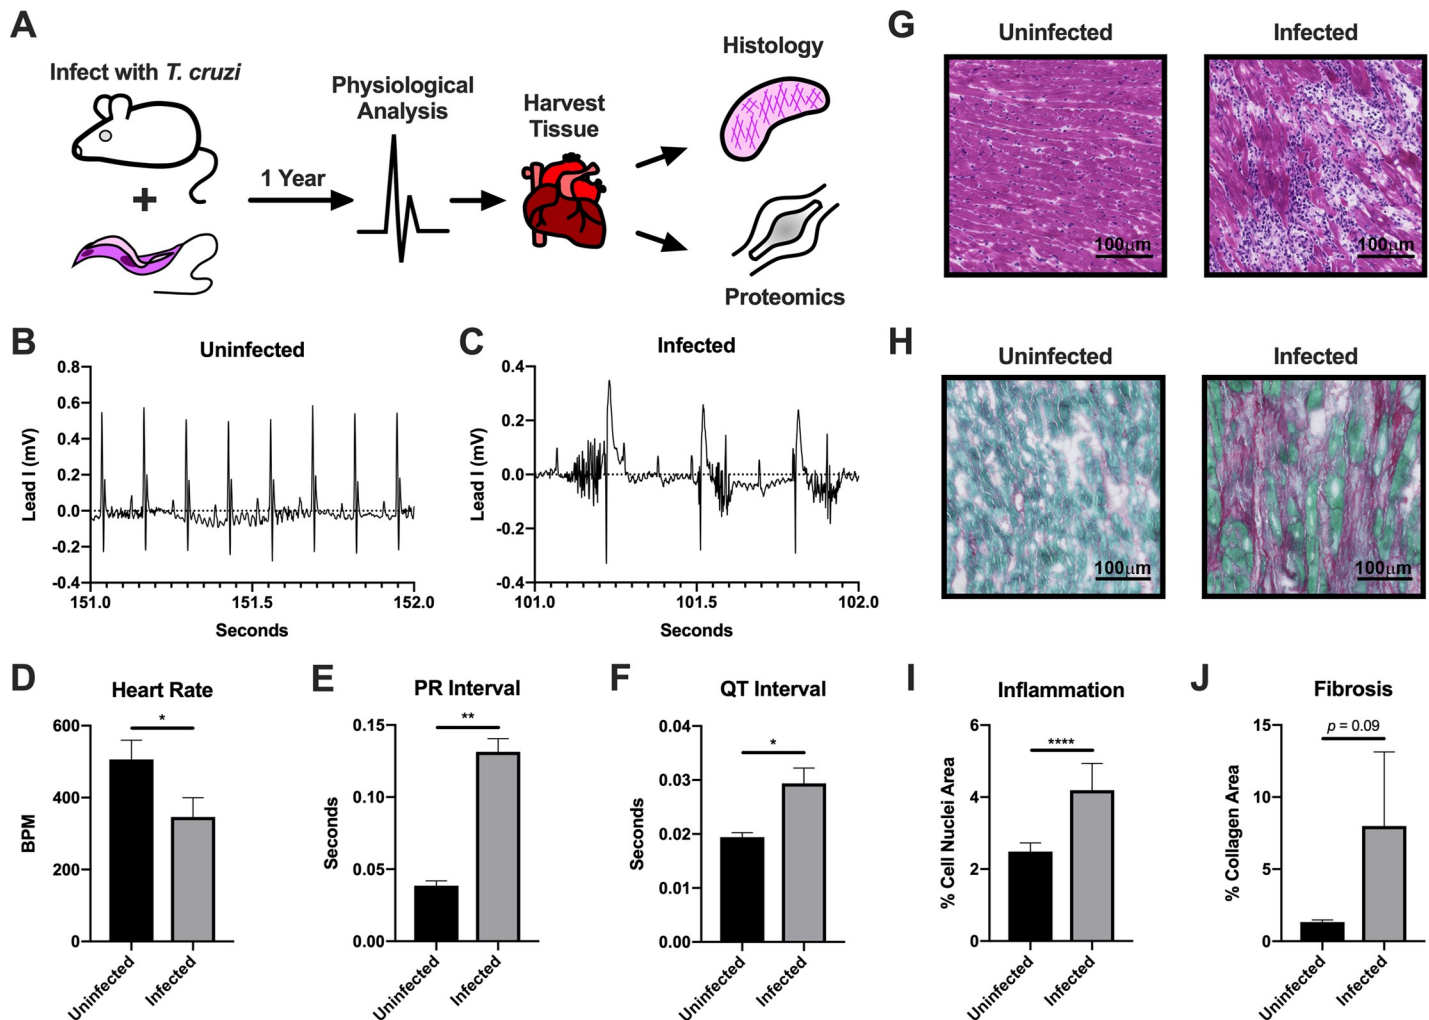 A
Infect with T. cruzi
+
1 Year
Physiological
Analysis
Harvest
Tissue
Histology
Proteomics
B
Uninfected
Lead I (mV)
0.8
0.6
0.4
0.2
0.0
-0.2
-0.4
151.0
151.5
152.0
Seconds
C
Infected
Lead I (mV)
0.4
0.2
0.0
-0.2
-0.4
101.0
101.5
102.0
Seconds
D
Heart Rate
*
BPM
600
400
200
0
Uninfected
Infected
E
PR Interval
**
Seconds
0.15
0.10
0.05
0.00
Uninfected
Infected
F
QT Interval
*
Seconds
0.04
0.03
0.02
0.01
0.00
Uninfected
Infected
G
Uninfected
Infected
100µm
100µm
H
Uninfected
Infected
100µm
100µm
I
Inflammation
****
% Cell Nuclei Area
6
4
2
0
Uninfected
Infected
J
Fibrosis
p = 0.09
% Collagen Area
15
10
5
0
Uninfected
Infected